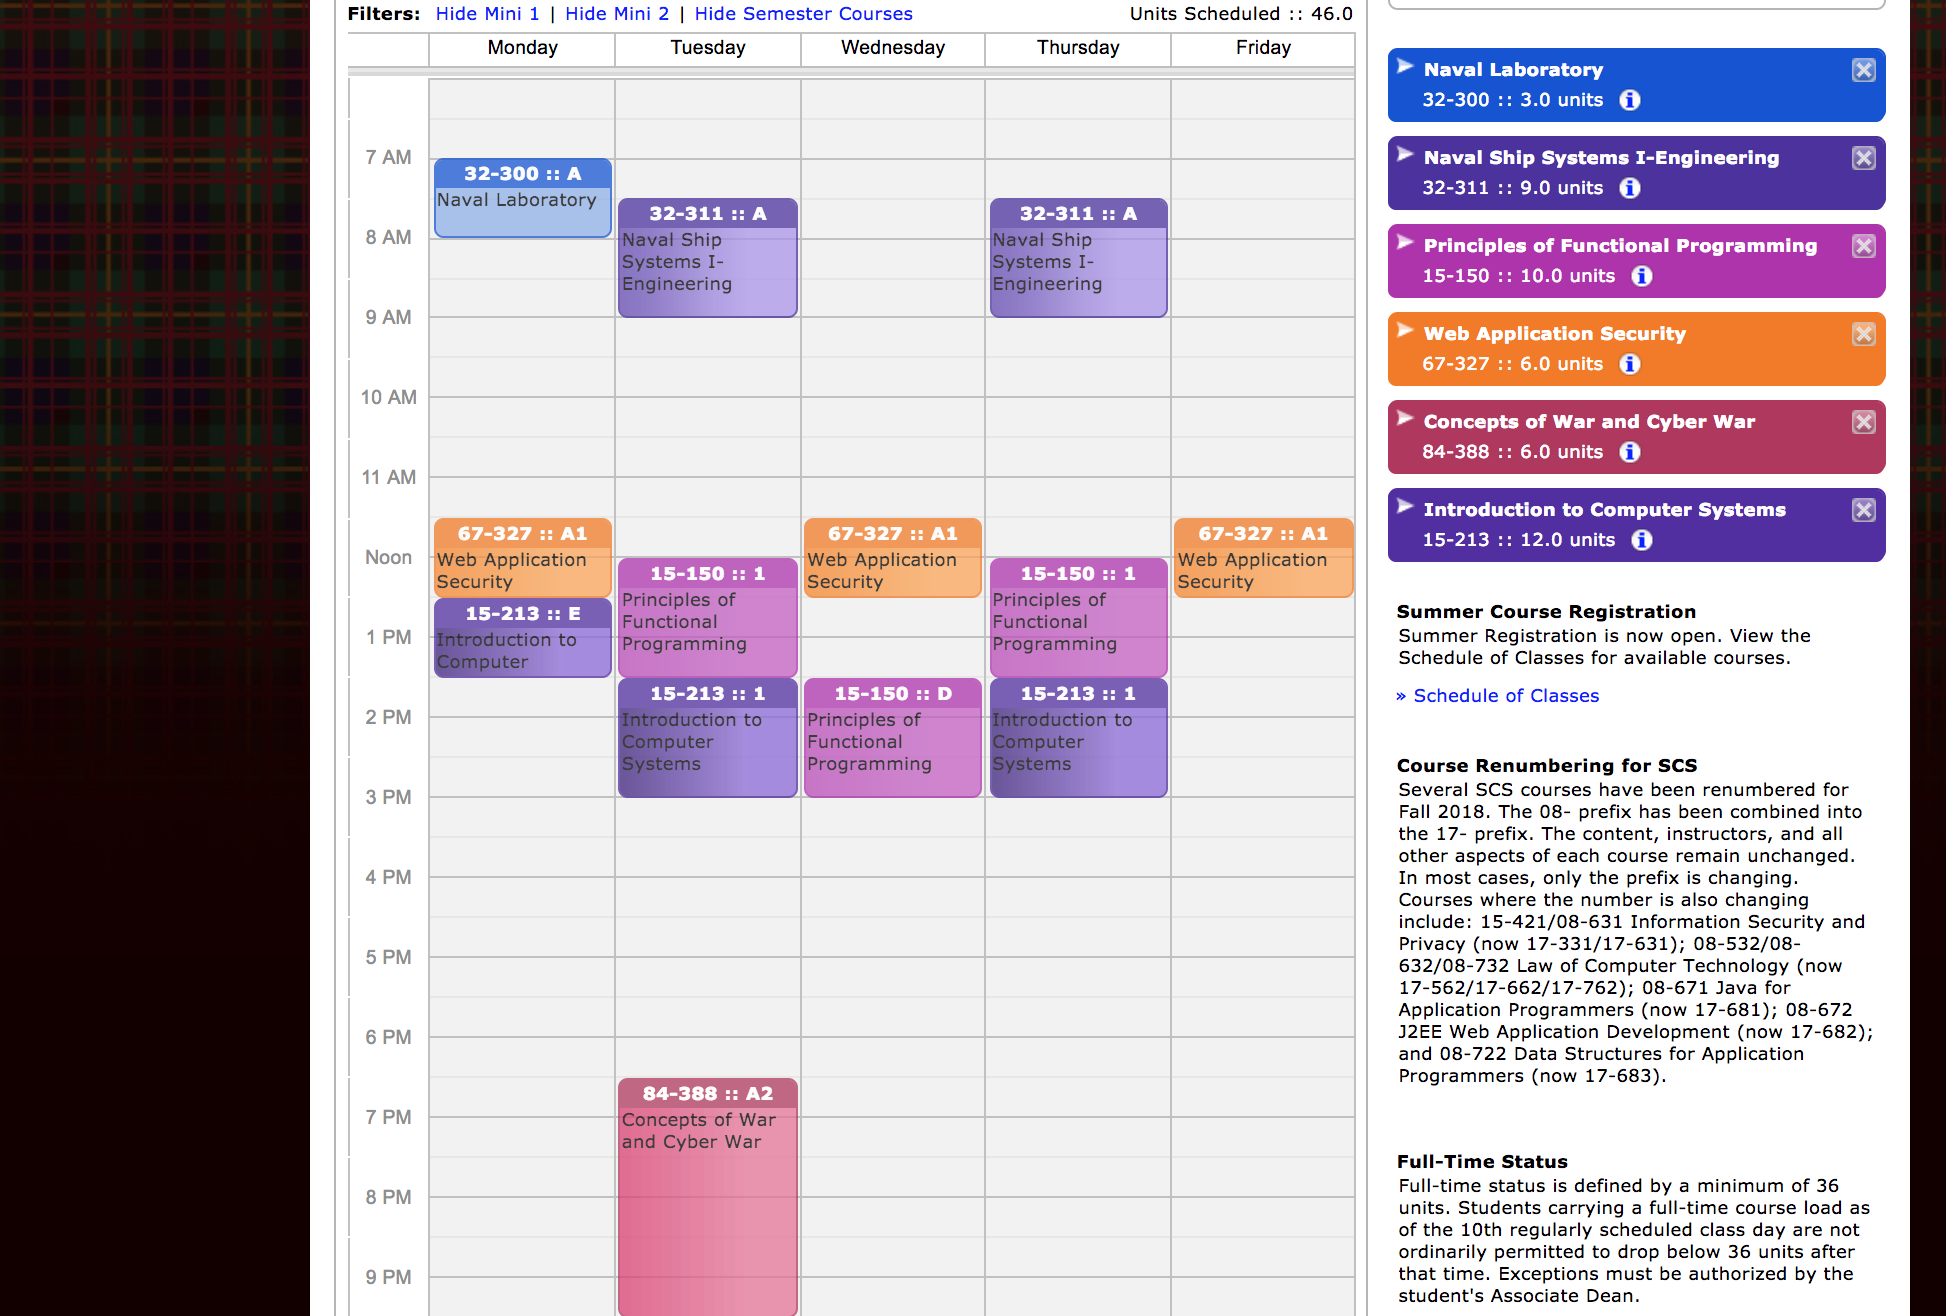 Filters: Hide Mini 1 | Hide Mini 2 | Hide Semester Courses
Units Scheduled :: 46.0
Monday
Tuesday
Wednesday
Thursday
Friday
7 AM
8 AM
9 AM
10 AM
11 AM
Noon
1 PM
2 PM
3 PM
4 PM
5 PM
6 PM
7 PM
8 PM
9 PM
32-300 :: A
Naval Laboratory
67-327 :: A1
Web Application
Security
15-213 :: E
Introduction to
Computer
32-311 :: A
Naval Ship
Systems I-
Engineering
15-150 :: 1
Principles of
Functional
Programming
15-213 :: 1
Introduction to
Computer
Systems
84-388 :: A2
Concepts of War
and Cyber War
67-327 :: A1
Web Application
Security
15-150 :: D
Principles of
Functional
Programming
32-311 :: A
Naval Ship
Systems I-
Engineering
15-150 :: 1
Principles of
Functional
Programming
15-213 :: 1
Introduction to
Computer
Systems
67-327 :: A1
Web Application
Security
Naval Laboratory
32-300 :: 3.0 units i
Naval Ship Systems I-Engineering
32-311 :: 9.0 units i
Principles of Functional Programming
15-150 :: 10.0 units i
Web Application Security
67-327 :: 6.0 units i
Concepts of War and Cyber War
84-388 :: 6.0 units i
Introduction to Computer Systems
15-213 :: 12.0 units i
Summer Course Registration
Summer Registration is now open. View the
Schedule of Classes for available courses.
» Schedule of Classes
Course Renumbering for SCS
Several SCS courses have been renumbered for
Fall 2018. The 08- prefix has been combined into
the 17- prefix. The content, instructors, and all
other aspects of each course remain unchanged.
In most cases, only the prefix is changing.
Courses where the number is also changing
include: 15-421/08-631 Information Security and
Privacy (now 17-331/17-631); 08-532/08-
632/08-732 Law of Computer Technology (now
17-562/17-662/17-762); 08-671 Java for
Application Programmers (now 17-681); 08-672
J2EE Web Application Development (now 17-682);
and 08-722 Data Structures for Application
Programmers (now 17-683).
Full-Time Status
Full-time status is defined by a minimum of 36
units. Students carrying a full-time course load as
of the 10th regularly scheduled class day are not
ordinarily permitted to drop below 36 units after
that time. Exceptions must be authorized by the
student's Associate Dean.